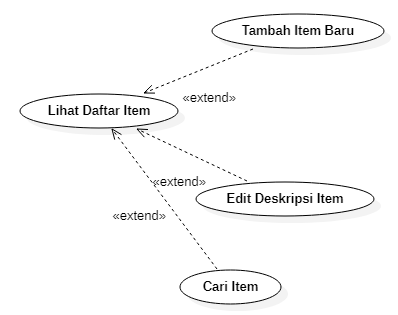 Tambah Item Baru
«extend»
Lihat Daftar Item
«extend»
Edit Deskripsi Item
«extend»
Cari Item